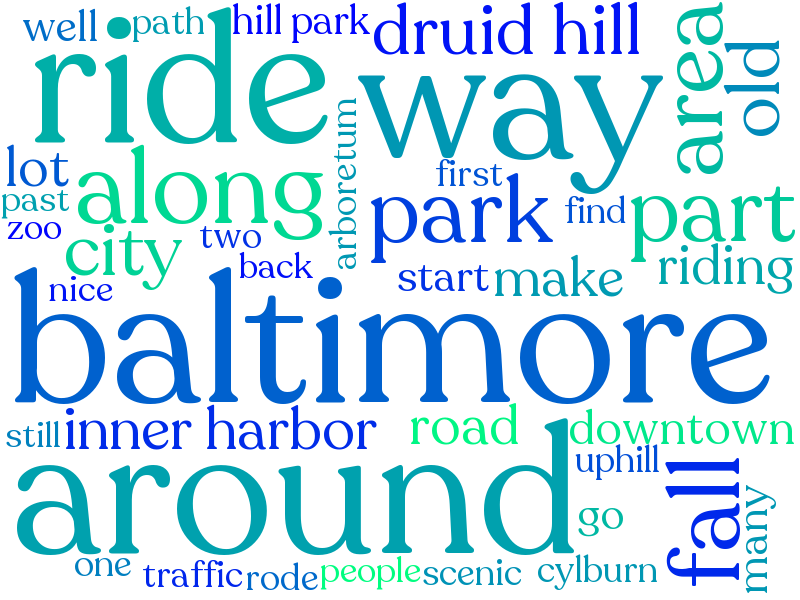 well
path
hill park
druid hill
area
old
ride
way
lot
along
arboretum
first
past
park
find
part
zoo
city
two
back
start
make
riding
nice
baltimore
still
inner harbor
road
downtown
around
uphill
fall
many
go
one
traffic
rode
people
scenic
cylburn